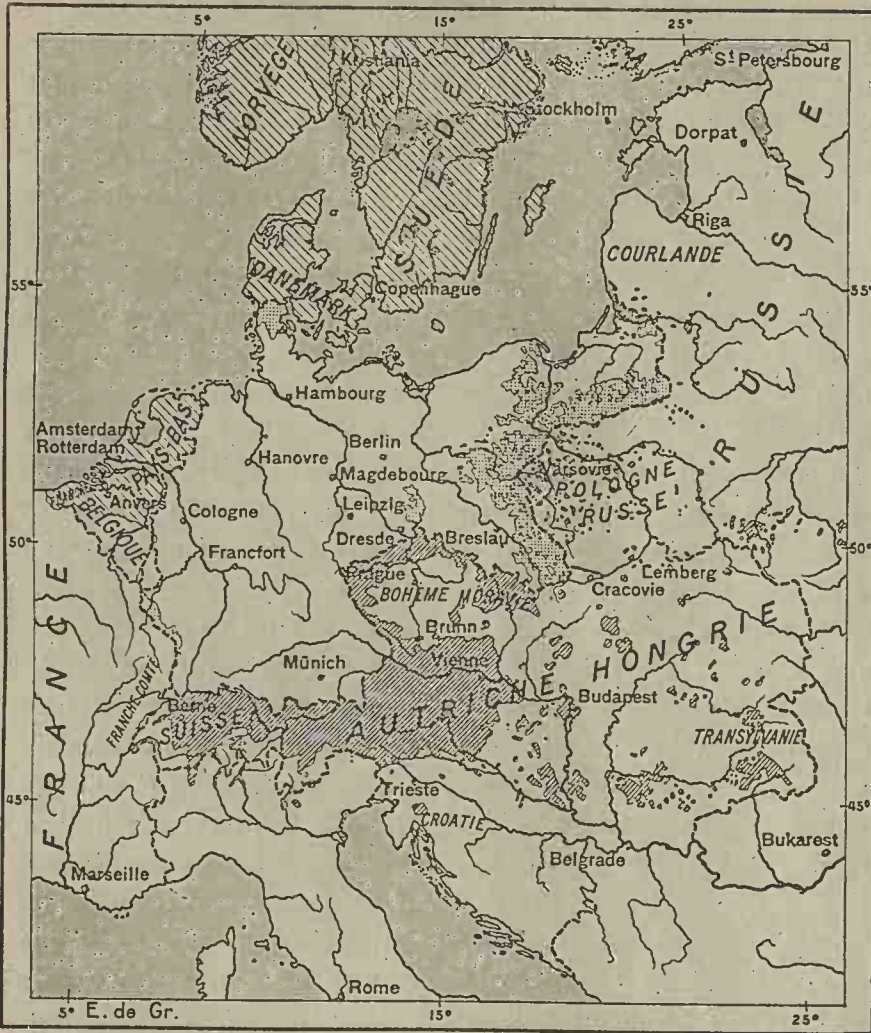 5° 15° 25°
NORVÈGE
Kristiania
SUÈDE
Stockholm
St Petersbourg
Dorpat
RUSSIE
Riga
COURLANDE
55° 55°
DANEMARK
Copenhague
Hambourg
Amsterdam
Rotterdam
PAYS BAS
Hanovre
Berlin
Magdebourg
Varsovie
POLOGNE
RUSSE
Anvers
BELGIQUE
Cologne
Leipzig
50° 50°
Francfort
Dresde
Breslau
Lemberg
Cracovie
Prague
BOHÊME MORAVIE
Brunn
FRANCE
Münich
Vienne
HONGRIE
Budapest
FRANCHE COMTÉ
Berne
SUISSE
AUTRICHE
TRANSYLVANIE
45° 45°
Trieste
CROATIE
Belgrade
Bukarest
Marseille
Rome
5° E. de Gr. 15° 25°